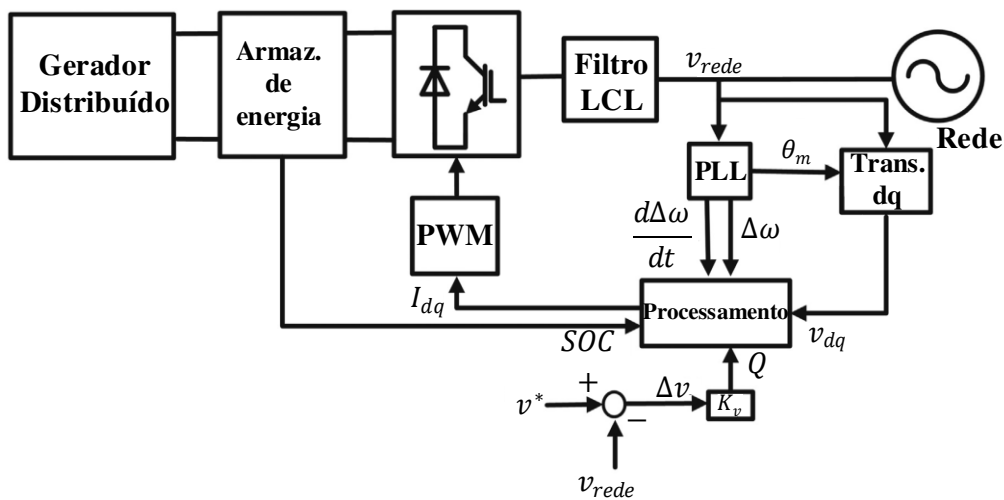 Gerador
Distribuído
Armaz.
de
energia
Filtro
LCL
v_rede
Rede
PLL
θ_m
Trans.
dq
dΔω
dt
Δω
PWM
I_dq
Processamento
SOC
v_dq
Q
v*
+
−
Δv
K_v
v_rede